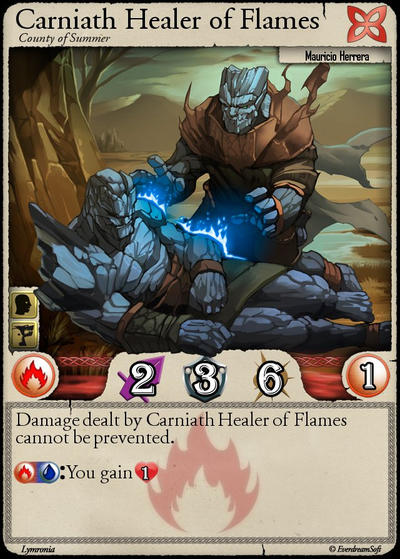 Carniath Healer of Flames
County of Summer
Mauricio Herrera
2 3 6 1
Damage dealt by Carniath Healer of Flames
cannot be prevented.
:You gain 1
Lymronia © EverdreamSoft